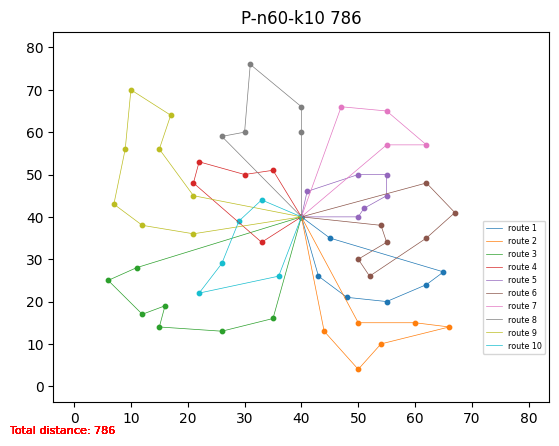 P-n60-k10 786
80
70
60
50
40
30
20
10
0
0 10 20 30 40 50 60 70 80
route 1
route 2
route 3
route 4
route 5
route 6
route 7
route 8
route 9
route 10
Total distance: 786